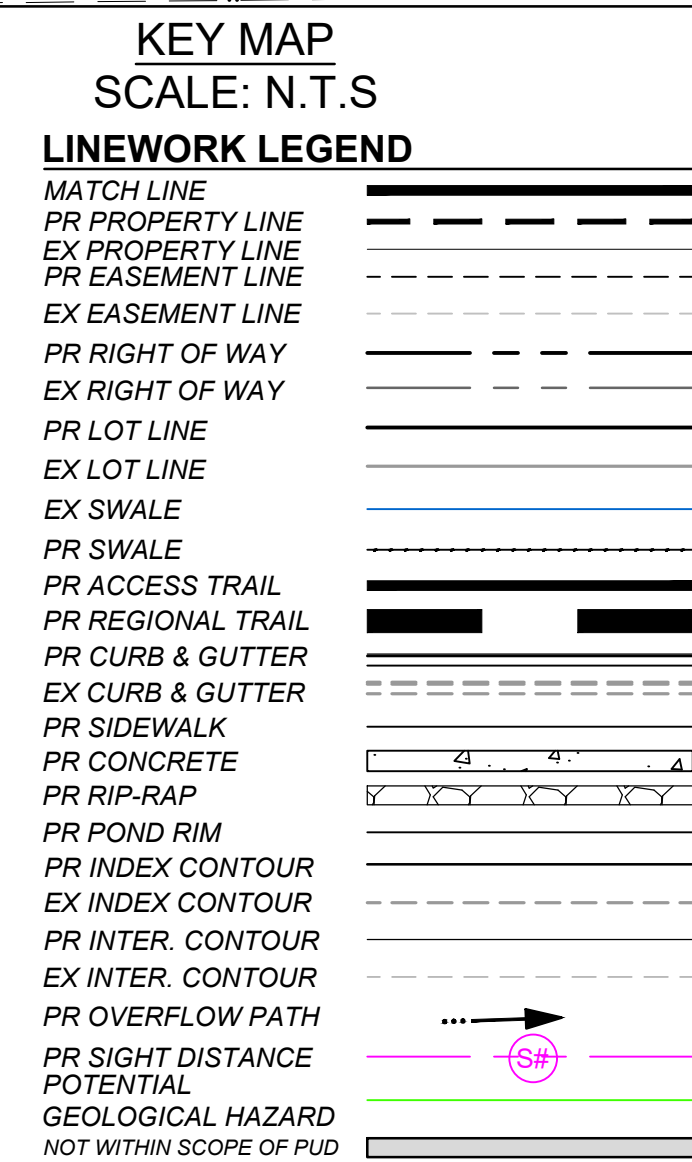 KEY MAP
SCALE: N.T.S
LINEWORK LEGEND
MATCH LINE
PR PROPERTY LINE
EX PROPERTY LINE
PR EASEMENT LINE
EX EASEMENT LINE
PR RIGHT OF WAY
EX RIGHT OF WAY
PR LOT LINE
EX LOT LINE
EX SWALE
PR SWALE
PR ACCESS TRAIL
PR REGIONAL TRAIL
PR CURB & GUTTER
EX CURB & GUTTER
PR SIDEWALK
PR CONCRETE
PR RIP-RAP
PR POND RIM
PR INDEX CONTOUR
EX INDEX CONTOUR
PR INTER. CONTOUR
EX INTER. CONTOUR
PR OVERFLOW PATH
PR SIGHT DISTANCE
S#
POTENTIAL
GEOLOGICAL HAZARD
NOT WITHIN SCOPE OF PUD